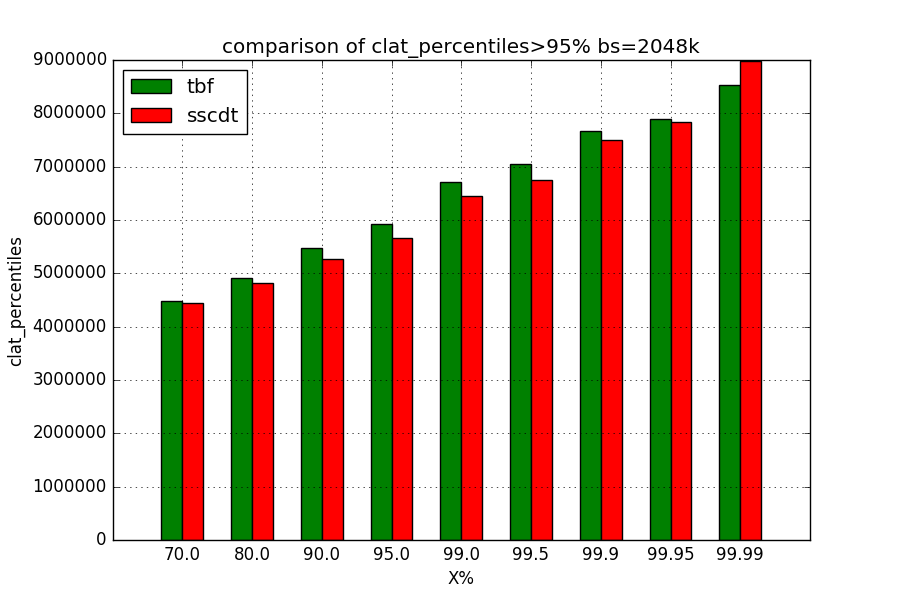 comparison of clat_percentiles>95% bs=2048k
tbf
sscdt
9000000
8000000
7000000
6000000
5000000
4000000
3000000
2000000
1000000
0
clat_percentiles
70.0 80.0 90.0 95.0 99.0 99.5 99.9 99.95 99.99
X%